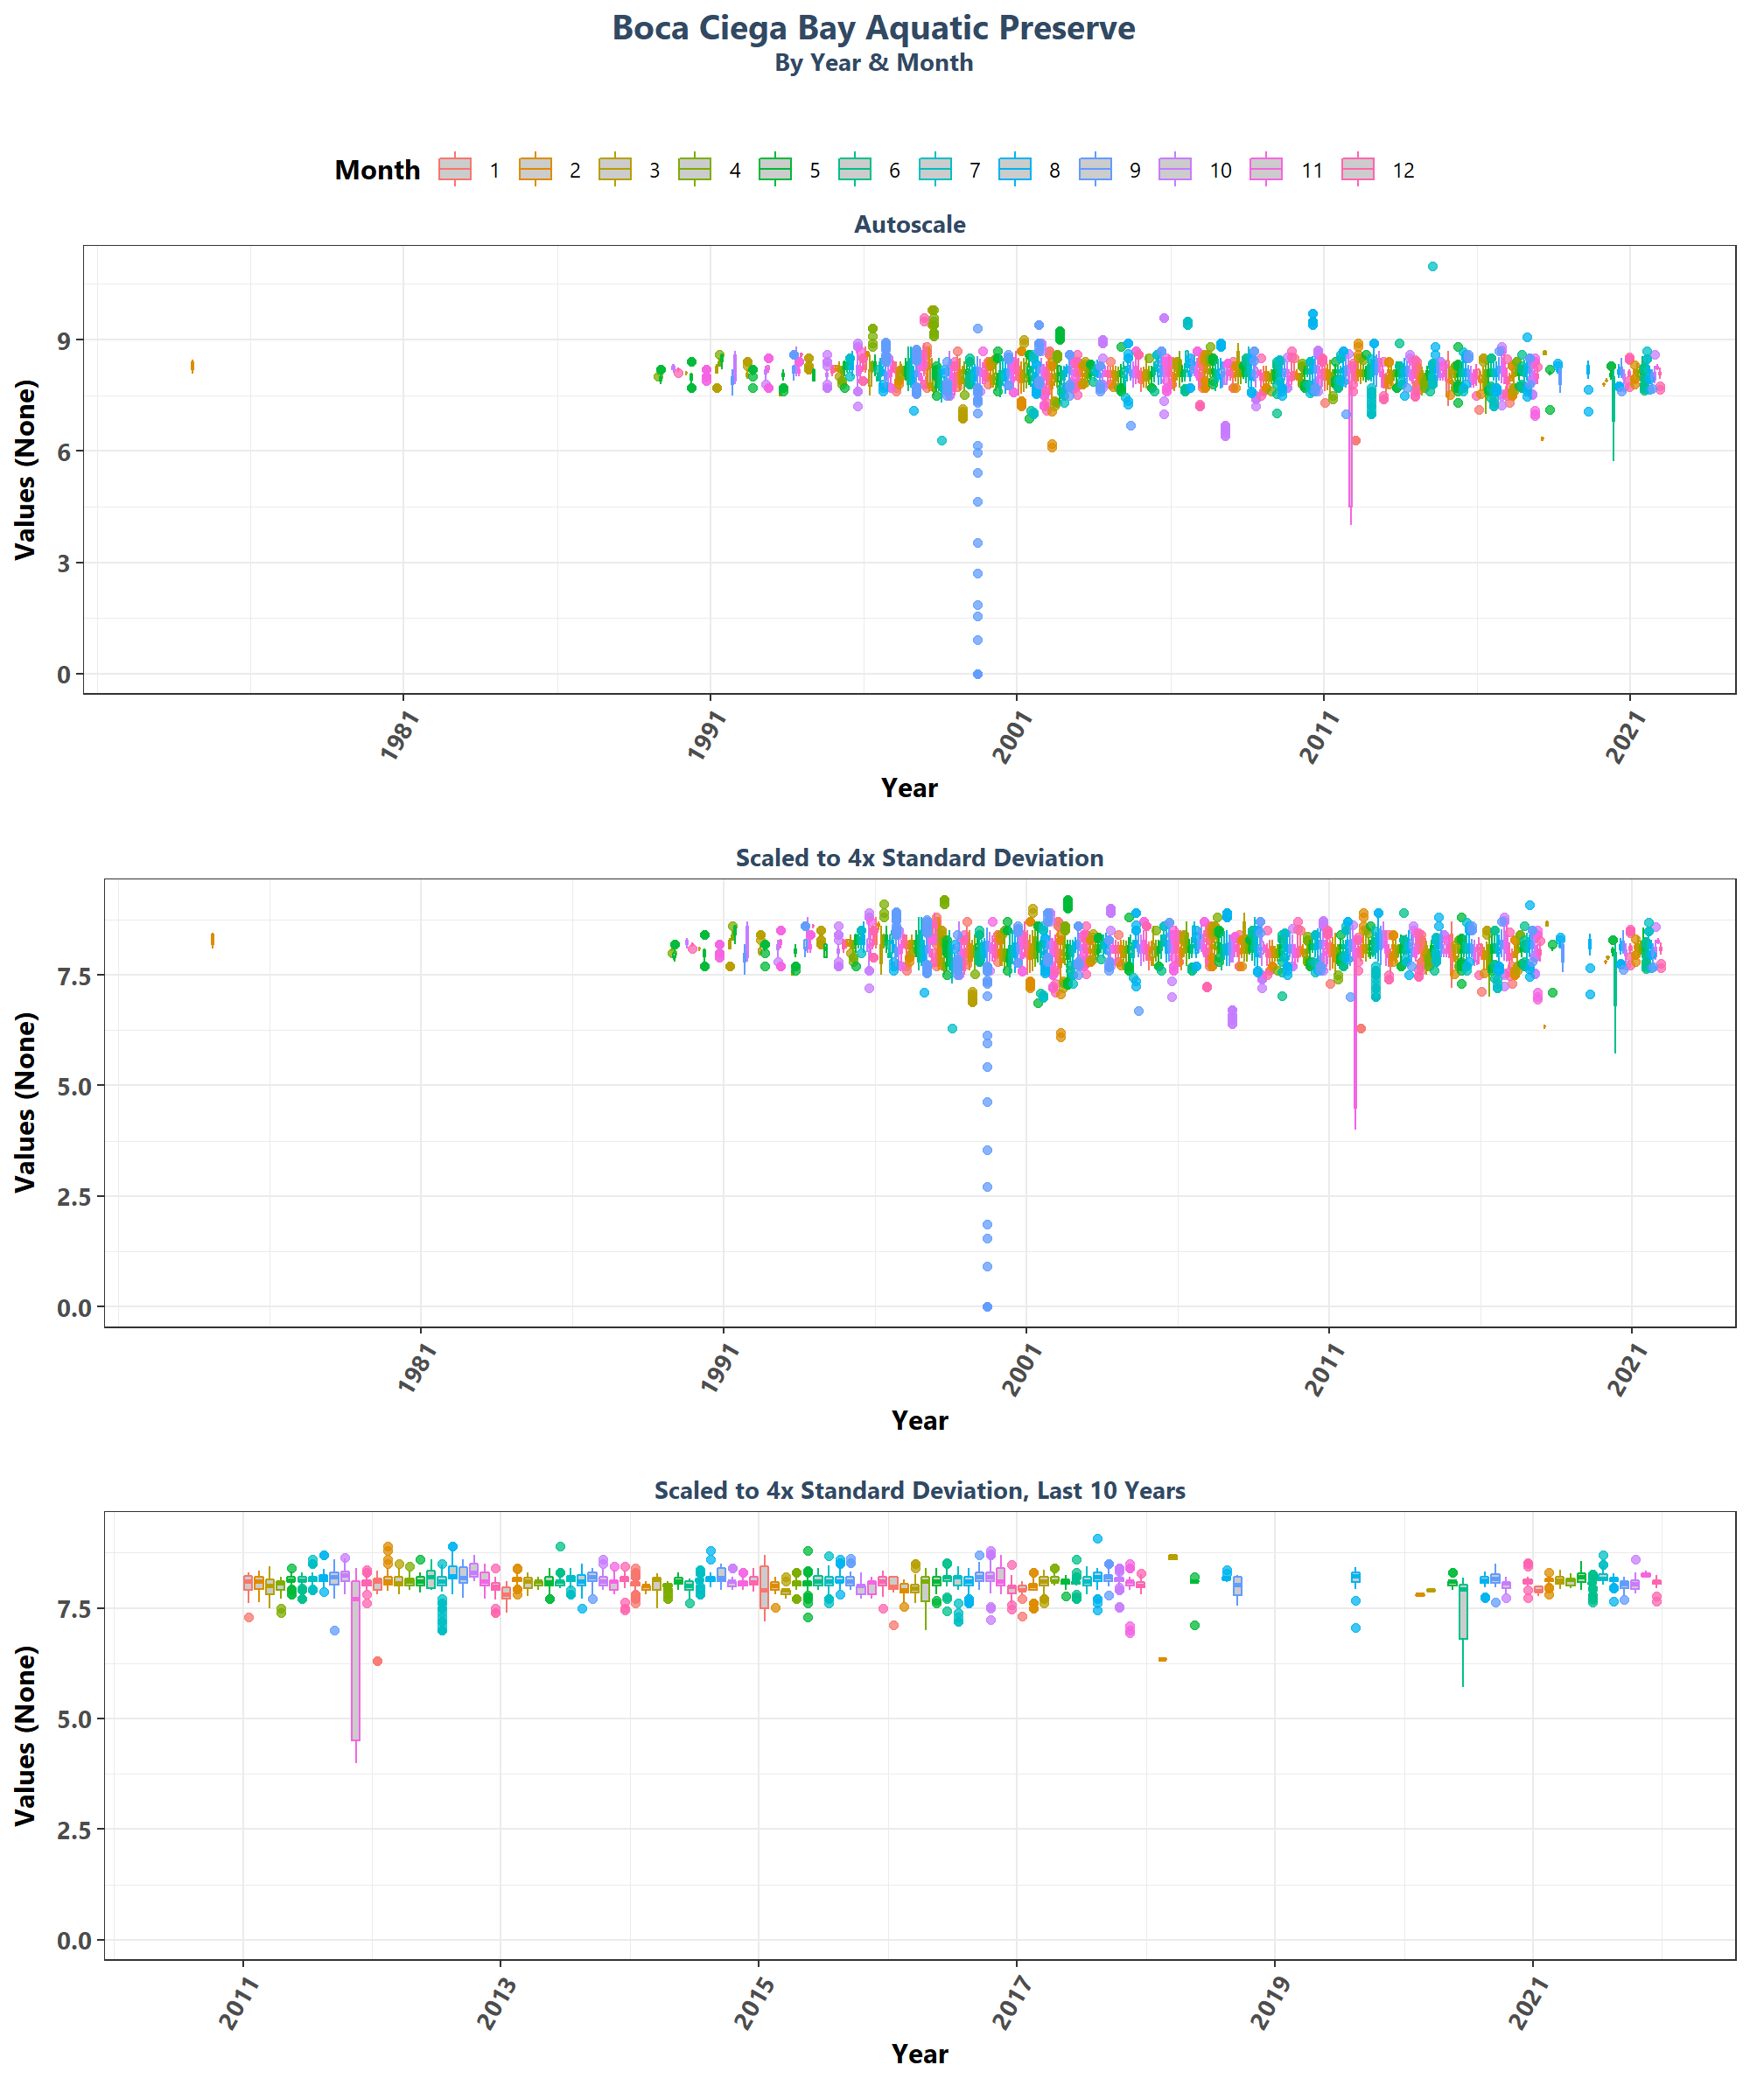 Boca Ciega Bay Aquatic Preserve
By Year & Month
Month 1 2 3 4 5 6 7 8 9 10 11 12
Autoscale
Values (None)
9
6
3
0
1981 1991 2001 2011 2021
Year
Scaled to 4x Standard Deviation
Values (None)
7.5
5.0
2.5
0.0
1981 1991 2001 2011 2021
Year
Scaled to 4x Standard Deviation, Last 10 Years
Values (None)
7.5
5.0
2.5
0.0
2011 2013 2015 2017 2019 2021
Year